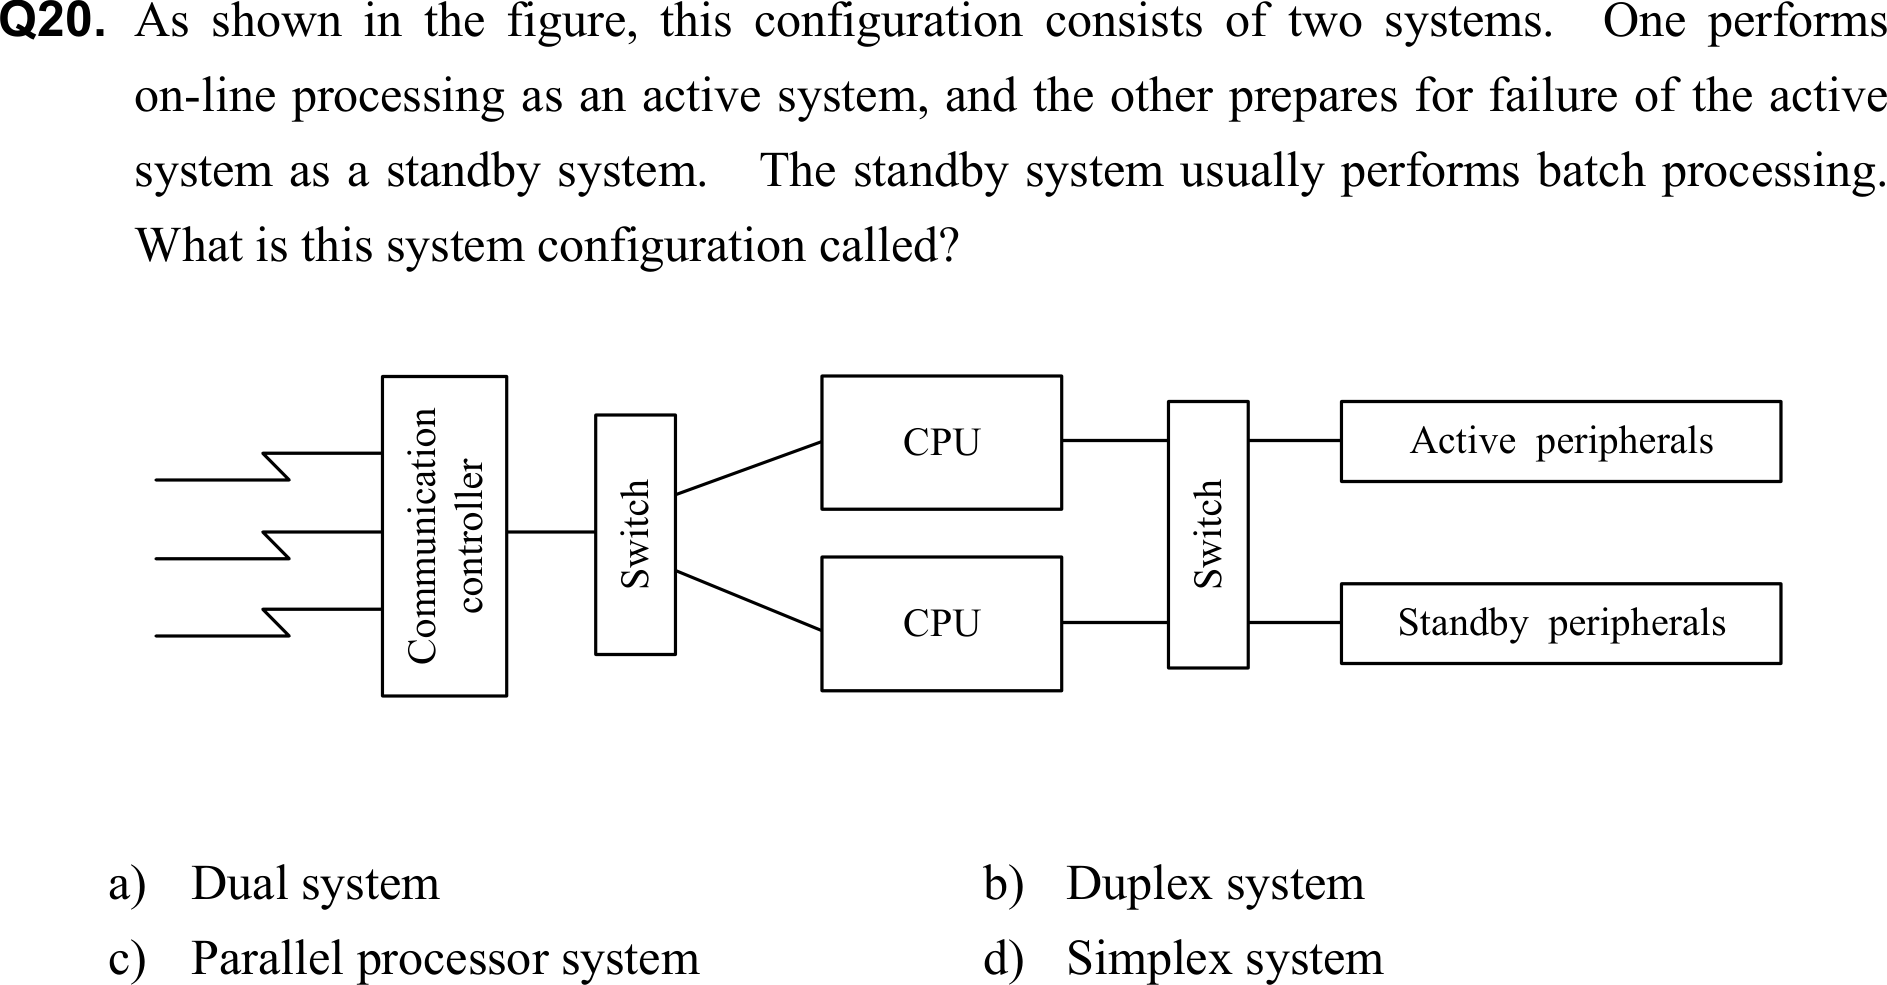 Q20. As shown in the figure, this configuration consists of two systems. One performs
on-line processing as an active system, and the other prepares for failure of the active
system as a standby system. The standby system usually performs batch processing.
What is this system configuration called?
Communication
controller
Switch
CPU
CPU
Switch
Active peripherals
Standby peripherals
a) Dual system
b) Duplex system
c) Parallel processor system
d) Simplex system